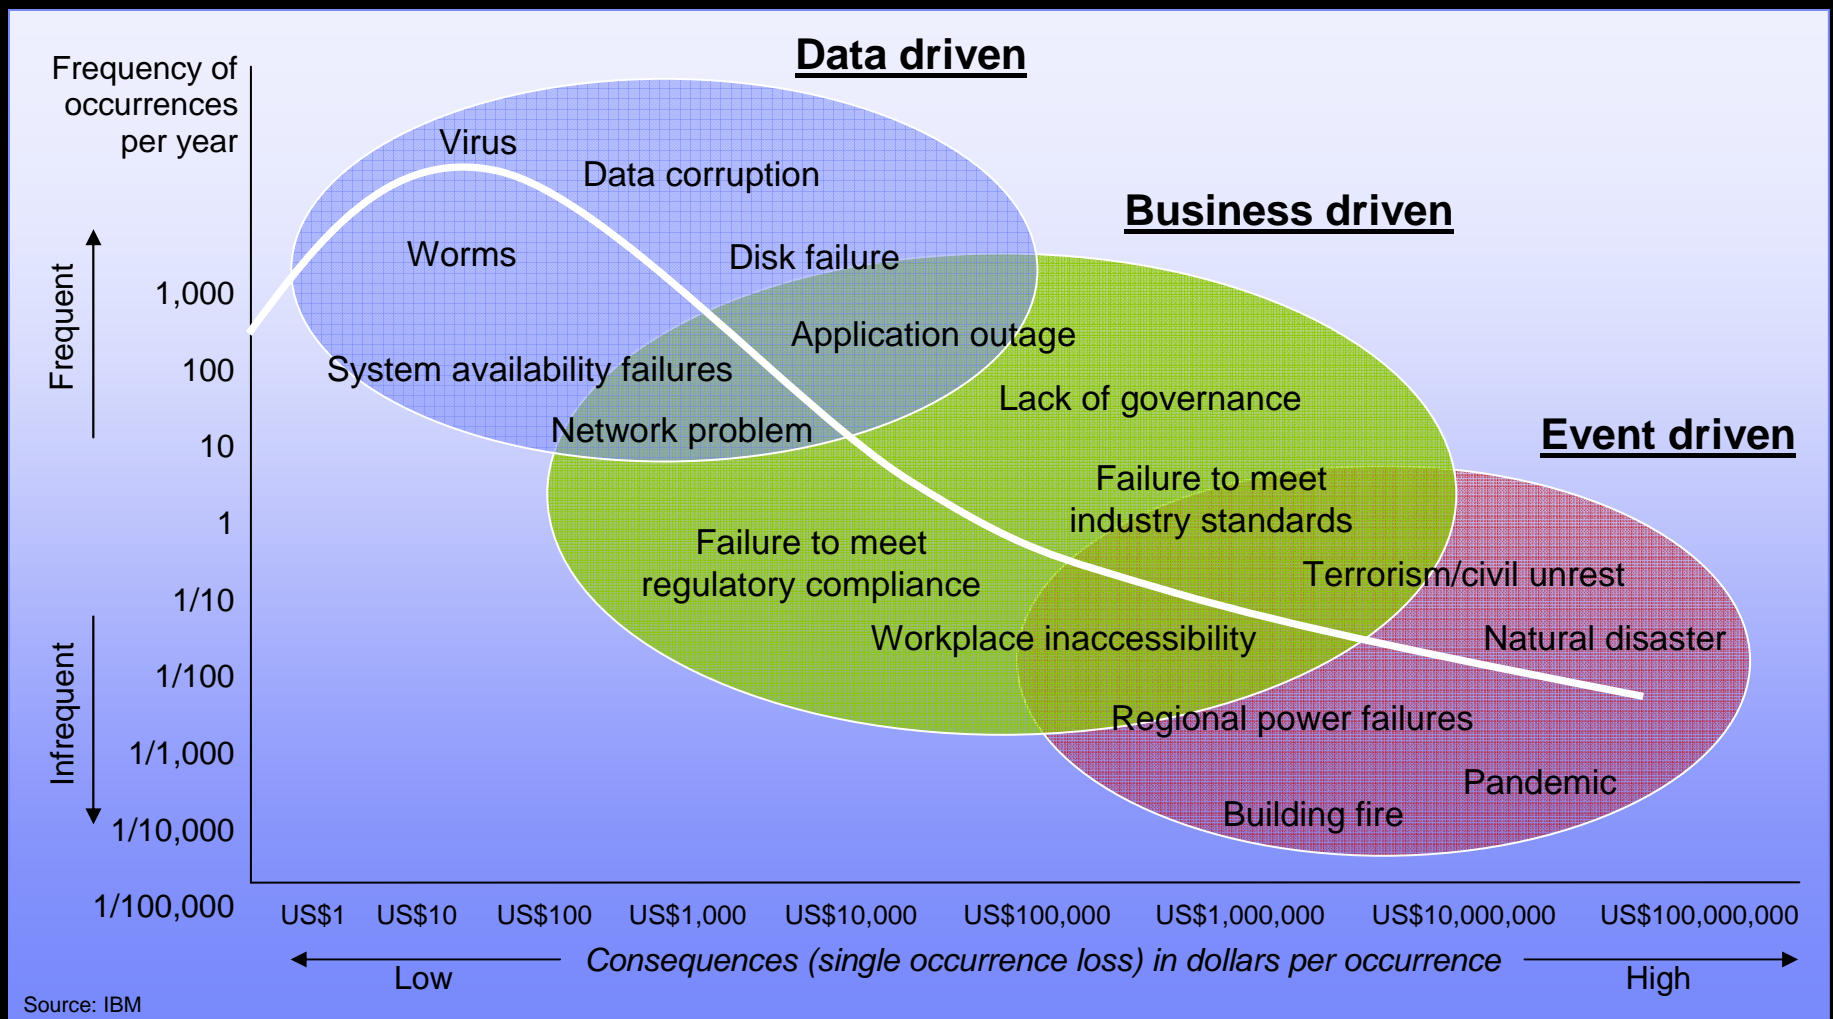 Data driven
Frequency of
occurrences
per year
Virus
Data corruption
Business driven
Worms
Disk failure
Frequent
1,000
Application outage
100
System availability failures
Lack of governance
Network problem
10
Event driven
Failure to meet
industry standards
1
Failure to meet
regulatory compliance
Terrorism/civil unrest
1/10
Workplace inaccessibility
Natural disaster
Infrequent
1/100
Regional power failures
1/1,000
Pandemic
Building fire
1/10,000
1/100,000
US$1 US$10 US$100 US$1,000 US$10,000 US$100,000 US$1,000,000 US$10,000,000 US$100,000,000
Consequences (single occurrence loss) in dollars per occurrence
Low
High
Source: IBM